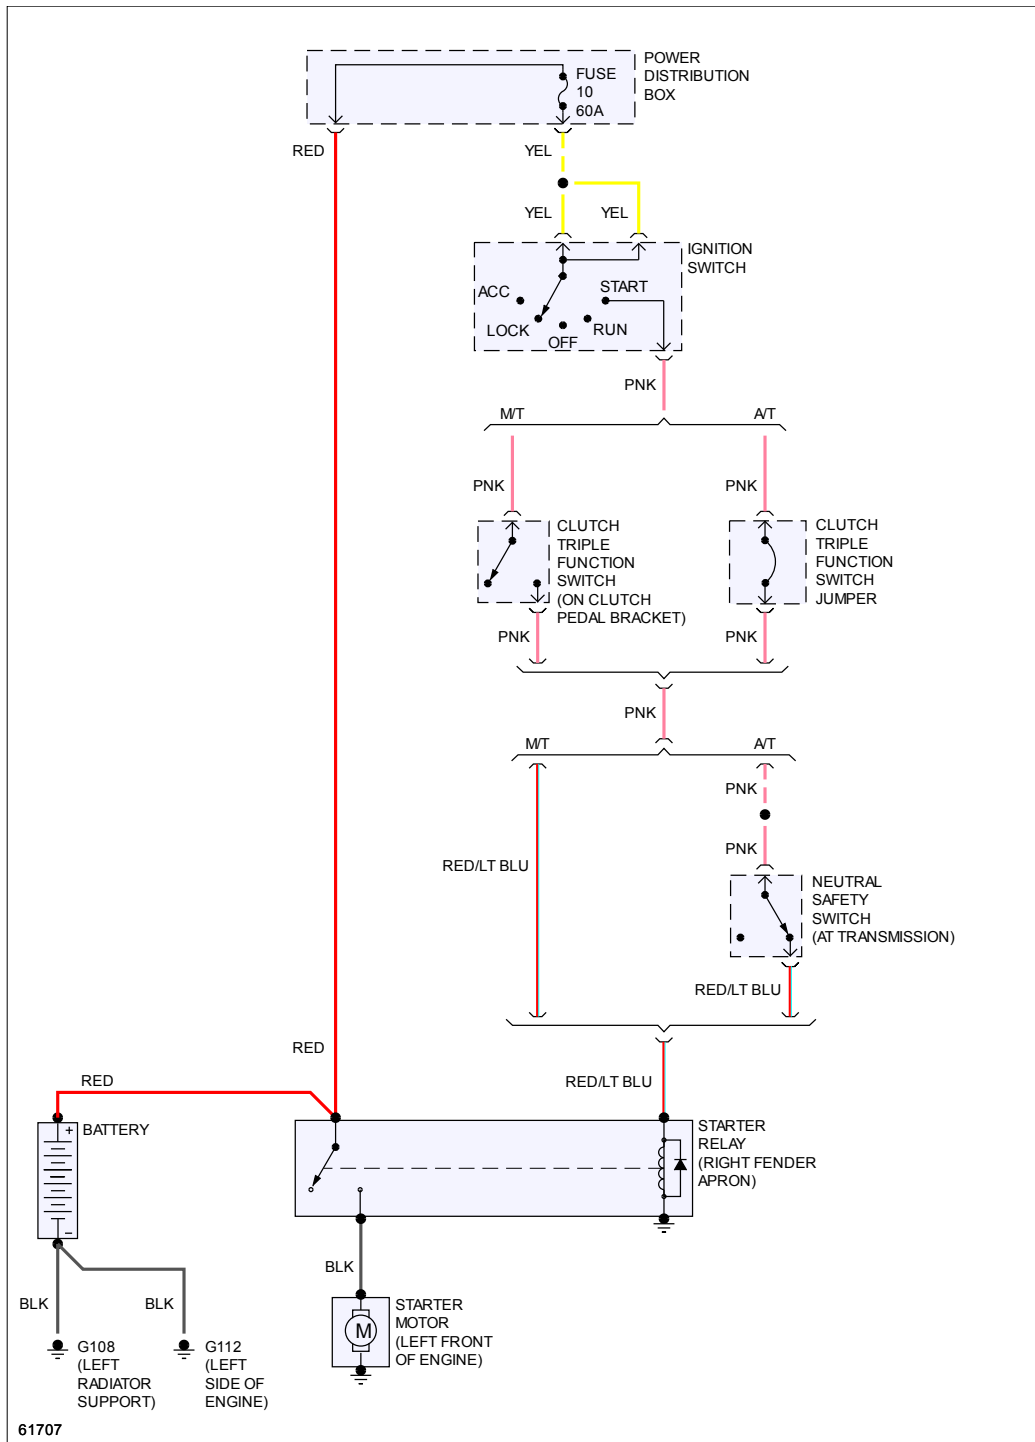 POWER
DISTRIBUTION
BOX
FUSE
10
60A
RED
YEL
YEL
YEL
IGNITION
SWITCH
ACC
START
LOCK
RUN
OFF
PNK
M/T
A/T
PNK
PNK
CLUTCH
TRIPLE
FUNCTION
SWITCH
(ON CLUTCH
PEDAL BRACKET)
CLUTCH
TRIPLE
FUNCTION
SWITCH
JUMPER
PNK
PNK
PNK
M/T
A/T
PNK
PNK
RED/LT BLU
NEUTRAL
SAFETY
SWITCH
(AT TRANSMISSION)
RED/LT BLU
RED
RED/LT BLU
RED
+
BATTERY
–
STARTER
RELAY
(RIGHT FENDER
APRON)
BLK
BLK
BLK
STARTER
MOTOR
(LEFT FRONT
OF ENGINE)
M
G108
(LEFT
RADIATOR
SUPPORT)
G112
(LEFT
SIDE OF
ENGINE)
61707